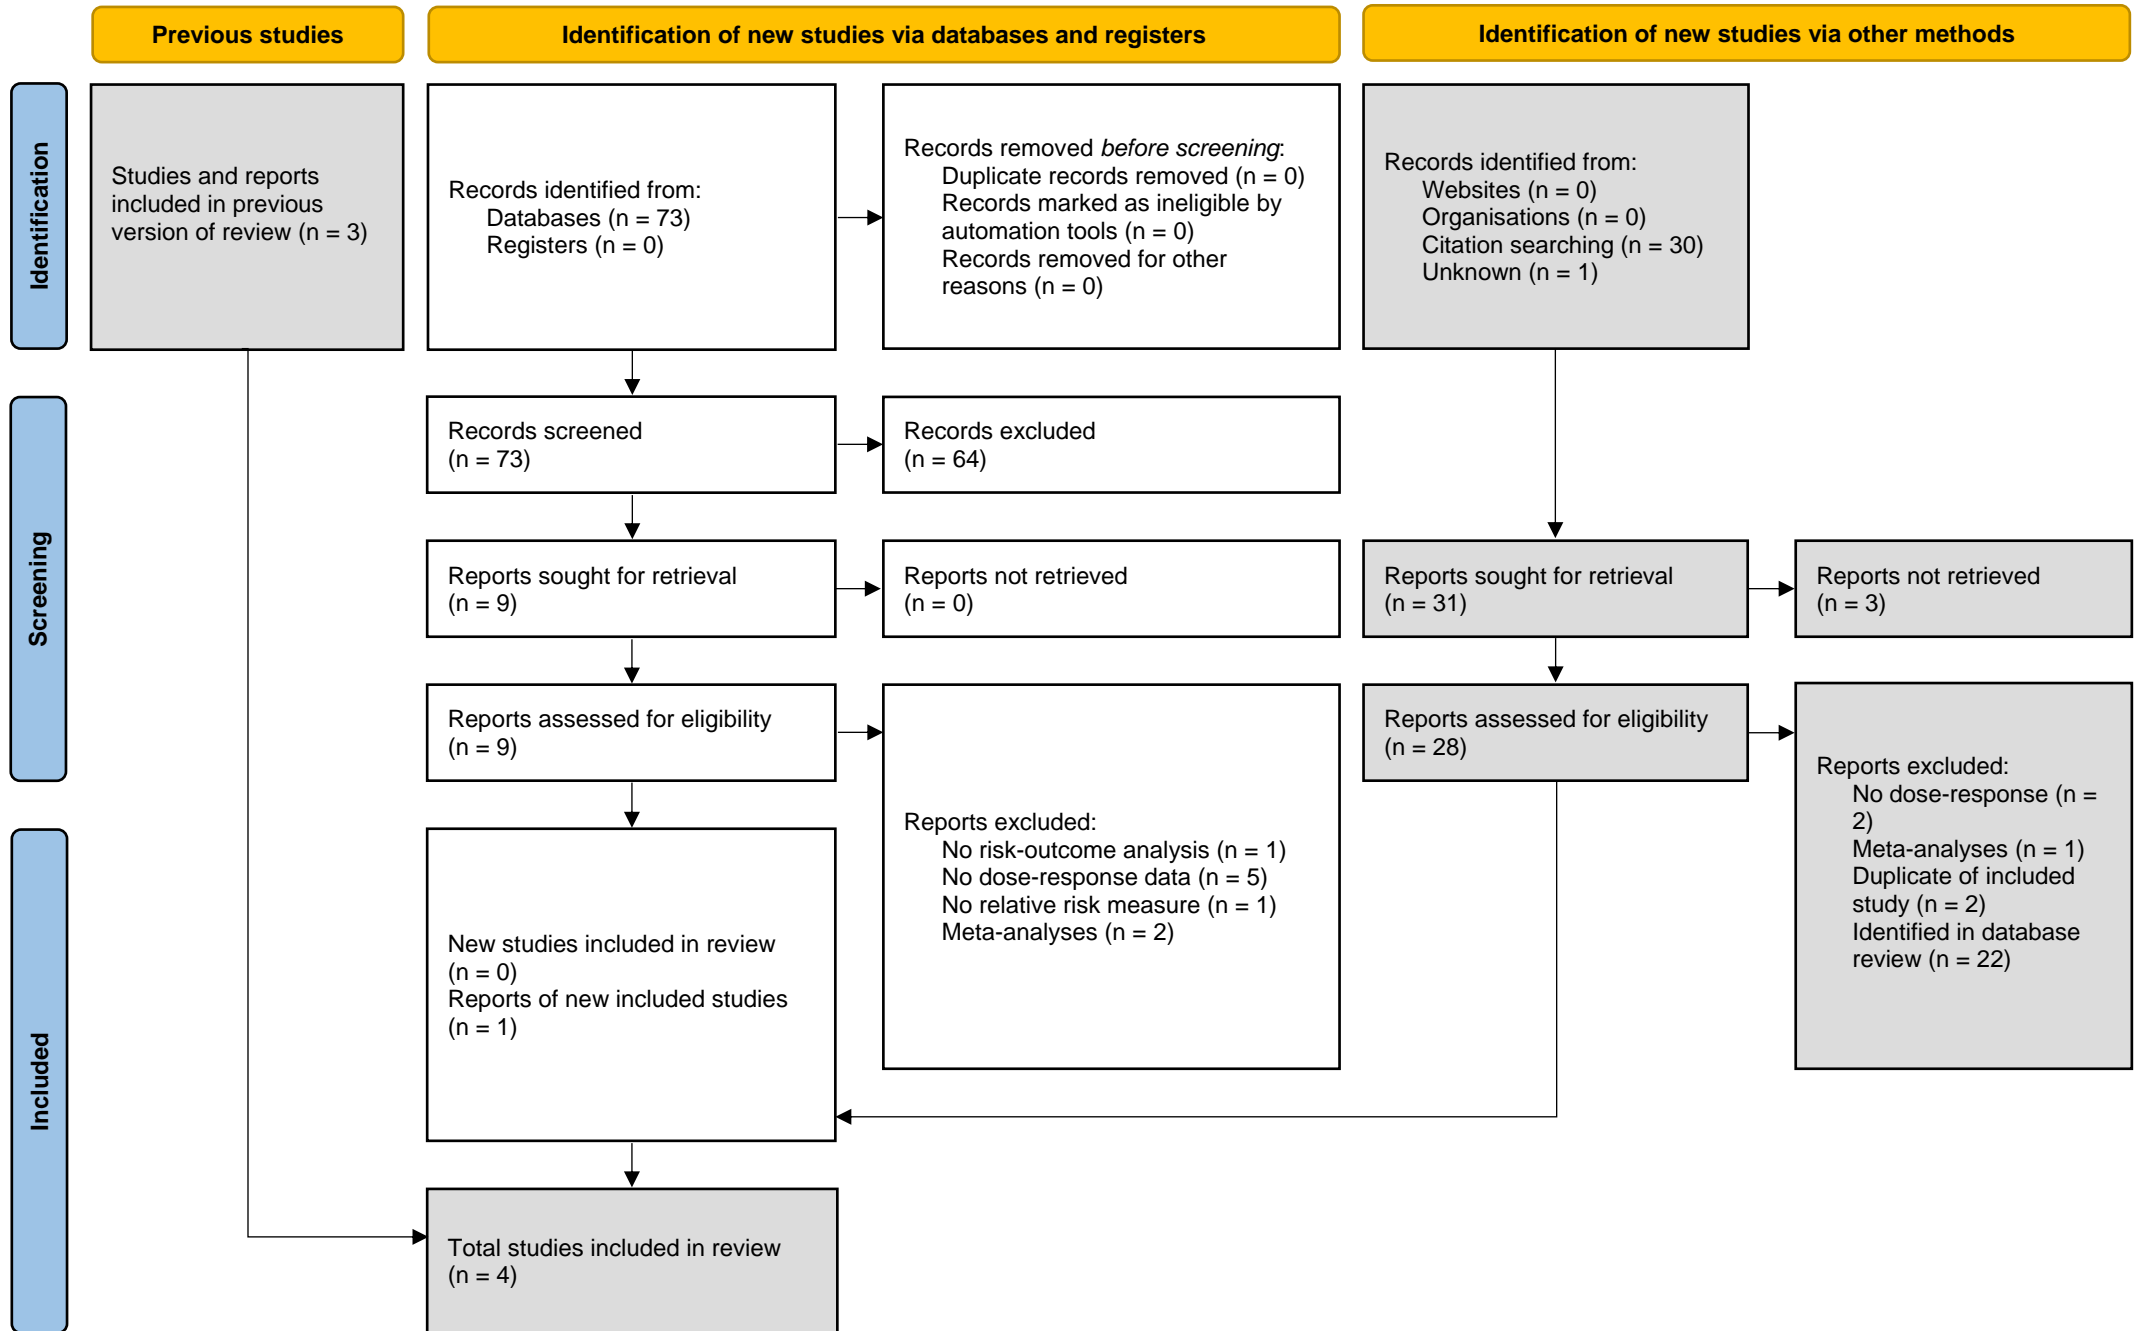 Previous studies
Identification of new studies via databases and registers
Identification of new studies via other methods
Identification
Studies and reports
included in previous
version of review (n = 3)
Records identified from:
Databases (n = 73)
Registers (n = 0)
Records removed before screening:
Duplicate records removed (n = 0)
Records marked as ineligible by
automation tools (n = 0)
Records removed for other
reasons (n = 0)
Records identified from:
Websites (n = 0)
Organisations (n = 0)
Citation searching (n = 30)
Unknown (n = 1)
Screening
Records screened
(n = 73)
Records excluded
(n = 64)
Reports sought for retrieval
(n = 9)
Reports not retrieved
(n = 0)
Reports sought for retrieval
(n = 31)
Reports not retrieved
(n = 3)
Reports assessed for eligibility
(n = 9)
Reports excluded:
No risk-outcome analysis (n = 1)
No dose-response data (n = 5)
No relative risk measure (n = 1)
Meta-analyses (n = 2)
Reports assessed for eligibility
(n = 28)
Reports excluded:
No dose-response (n =
2)
Meta-analyses (n = 1)
Duplicate of included
study (n = 2)
Identified in database
review (n = 22)
Included
New studies included in review
(n = 0)
Reports of new included studies
(n = 1)
Total studies included in review
(n = 4)